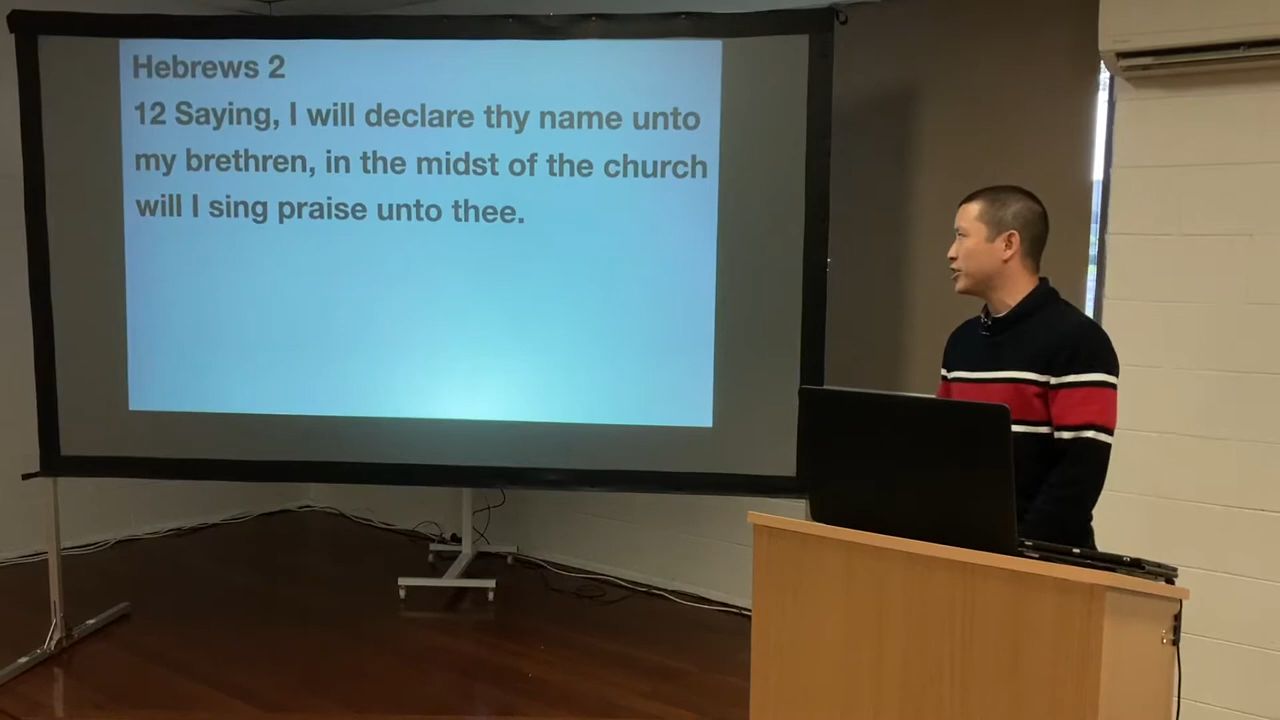 Hebrews 2
12 Saying, I will declare thy name unto
my brethren, in the midst of the church
will I sing praise unto thee.